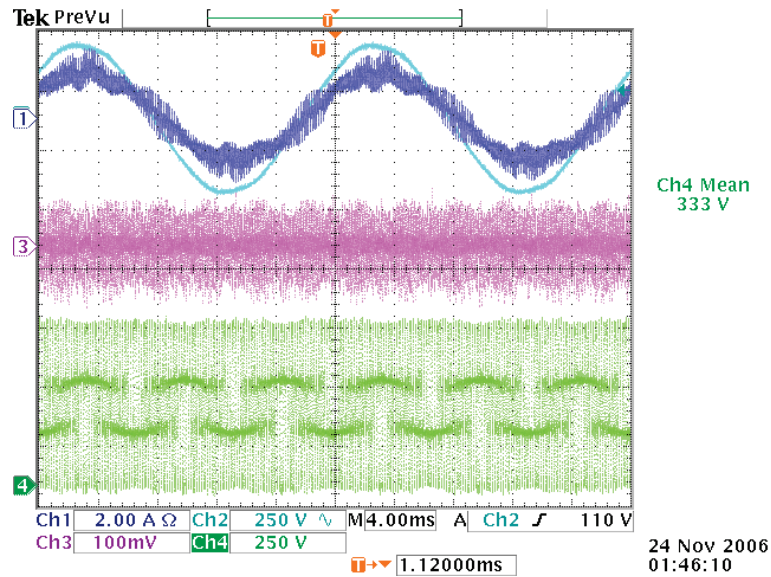 Tek PreVu
T
T
1
Ch4 Mean
333 V
3
4
Ch1 2.00 A Ω Ch2 250 V ∿ M 4.00ms A Ch2 ʃ 110 V
Ch3 100mV Ch4 250 V
T→▼ 1.12000ms
24 Nov 2006
01:46:10